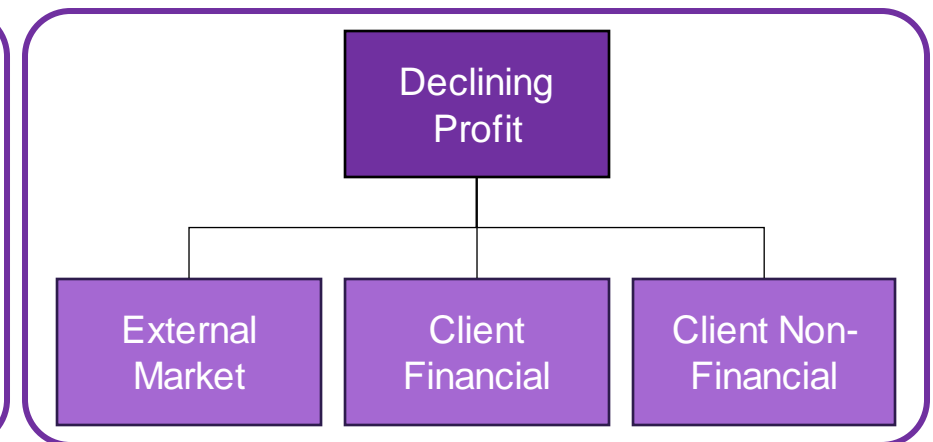 Declining
Profit
External
Market
Client
Financial
Client Non-
Financial